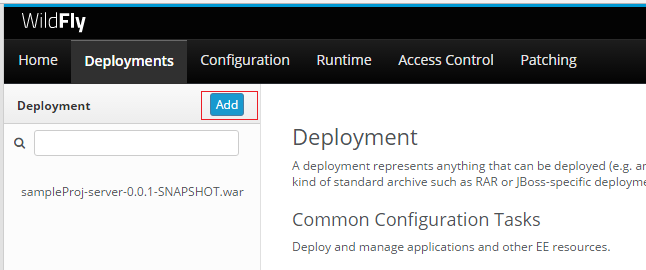 WildFly
Home Deployments Configuration Runtime Access Control Patching
Deployment Add
sampleProj-server-0.0.1-SNAPSHOT.war
Deployment
A deployment represents anything that can be deployed (e.g. an
kind of standard archive such as RAR or JBoss-specific deployme
Common Configuration Tasks
Deploy and manage applications and other EE resources.